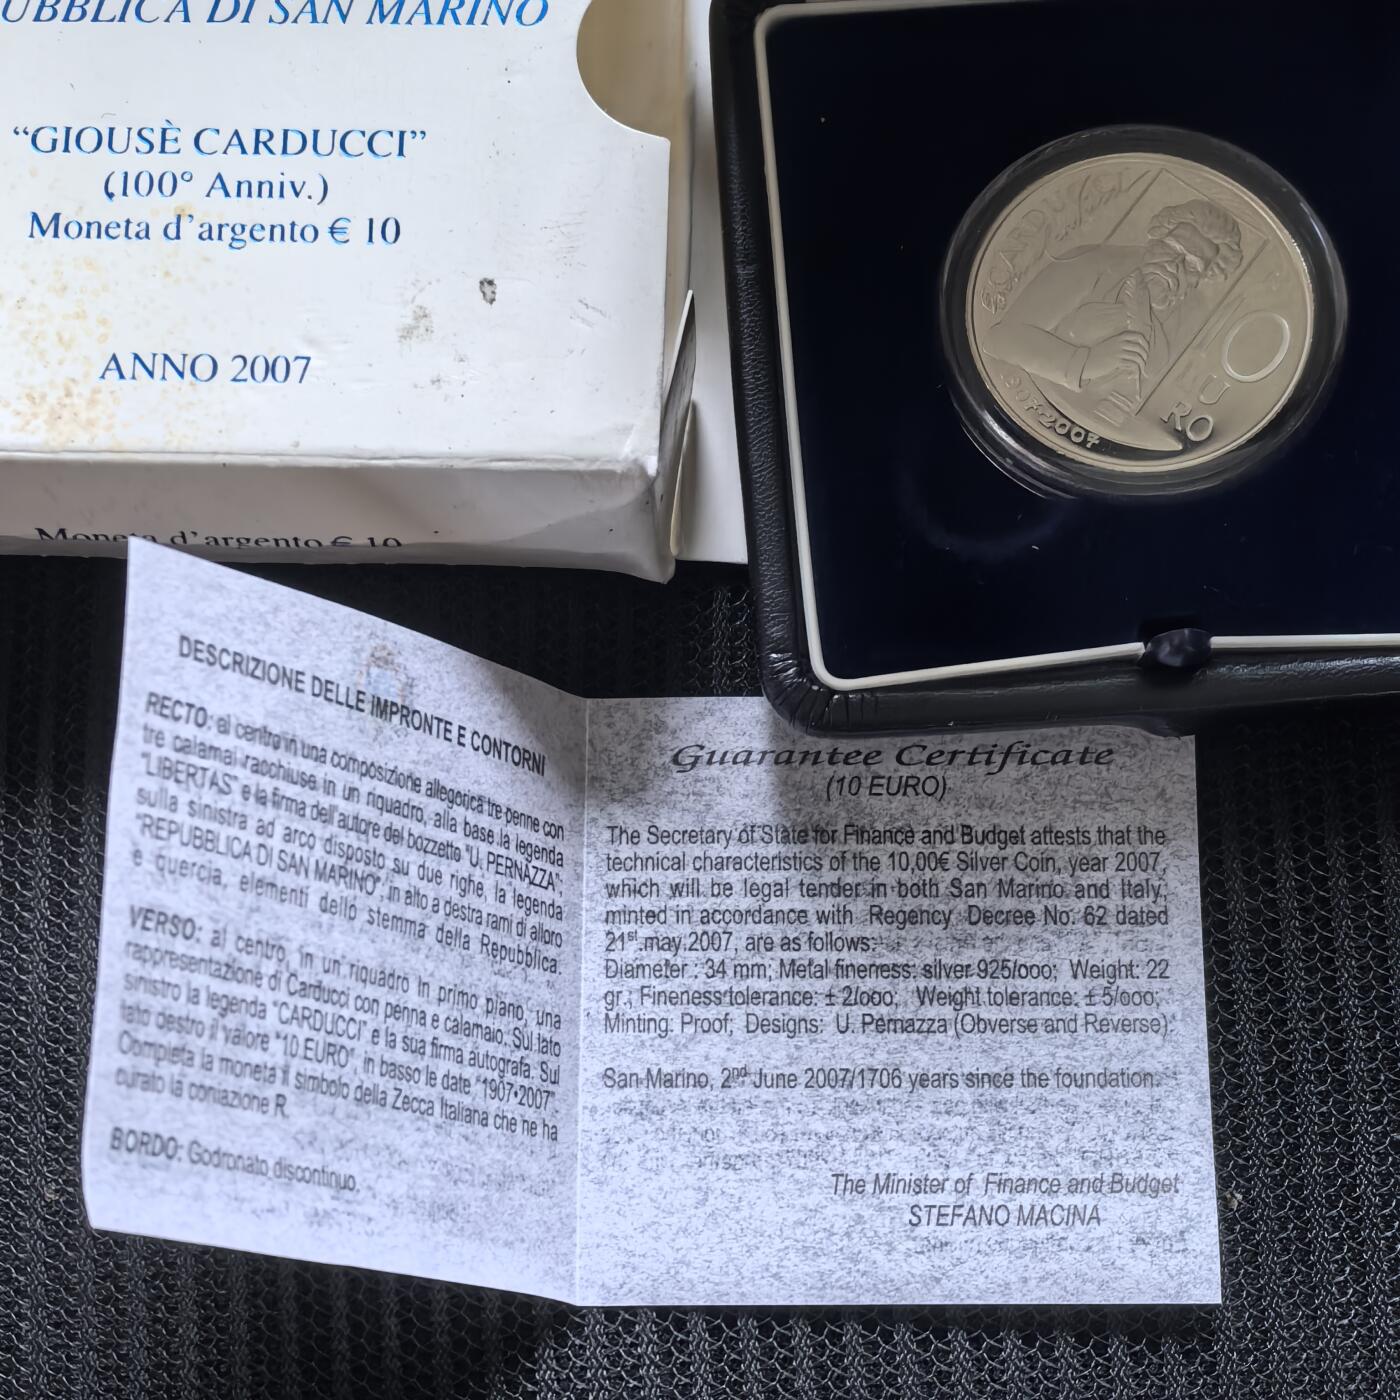 UBBLICA DI SAN MARINO
“GIOUSÈ CARDUCCI”
(100° Anniv.)
Moneta d’argento € 10
ANNO 2007
Moneta d’argento € 10
CARDUCCI
EURO
1907•2007
DESCRIZIONE DELLE IMPRONTE E CONTORNI
RECTO: al centro in una composizione allegorica tre penne con
tre calamai racchiuse in un riquadro, alla base la legenda
"LIBERTAS" e la firma dell'autore del bozzetto "U. PERNAZZA",
sulla sinistra ad arco disposto su due righe, la legenda
"REPUBBLICA DI SAN MARINO", in alto a destra rami di alloro
e quercia, elementi dello stemma della Repubblica.
VERSO: al centro, in un riquadro in primo piano, una
rappresentazione di Carducci con penna e calamaio. Sul lato
sinistro la legenda "CARDUCCI" e la sua firma autografa. Sul
lato destro il valore "10 EURO", in basso le date "1907•2007".
Completa la moneta il simbolo della Zecca Italiana che ne ha
curato la coniazione R.
BORDO: Godronato discontinuo.
Guarantee Certificate
(10 EURO)
The Secretary of State for Finance and Budget attests that the
technical characteristics of the 10,00€ Silver Coin, year 2007,
which will be legal tender in both San Marino and Italy,
minted in accordance with Regency Decree No. 62 dated
21st may 2007, are as follows:
Diameter : 34 mm; Metal fineness: silver 925/ooo; Weight: 22
gr.; Fineness tolerance: ± 2/ooo; Weight tolerance: ± 5/ooo;
Minting: Proof; Designs: U. Pernazza (Obverse and Reverse).
San Marino, 2nd June 2007/1706 years since the foundation.
The Minister of Finance and Budget
STEFANO MACINA